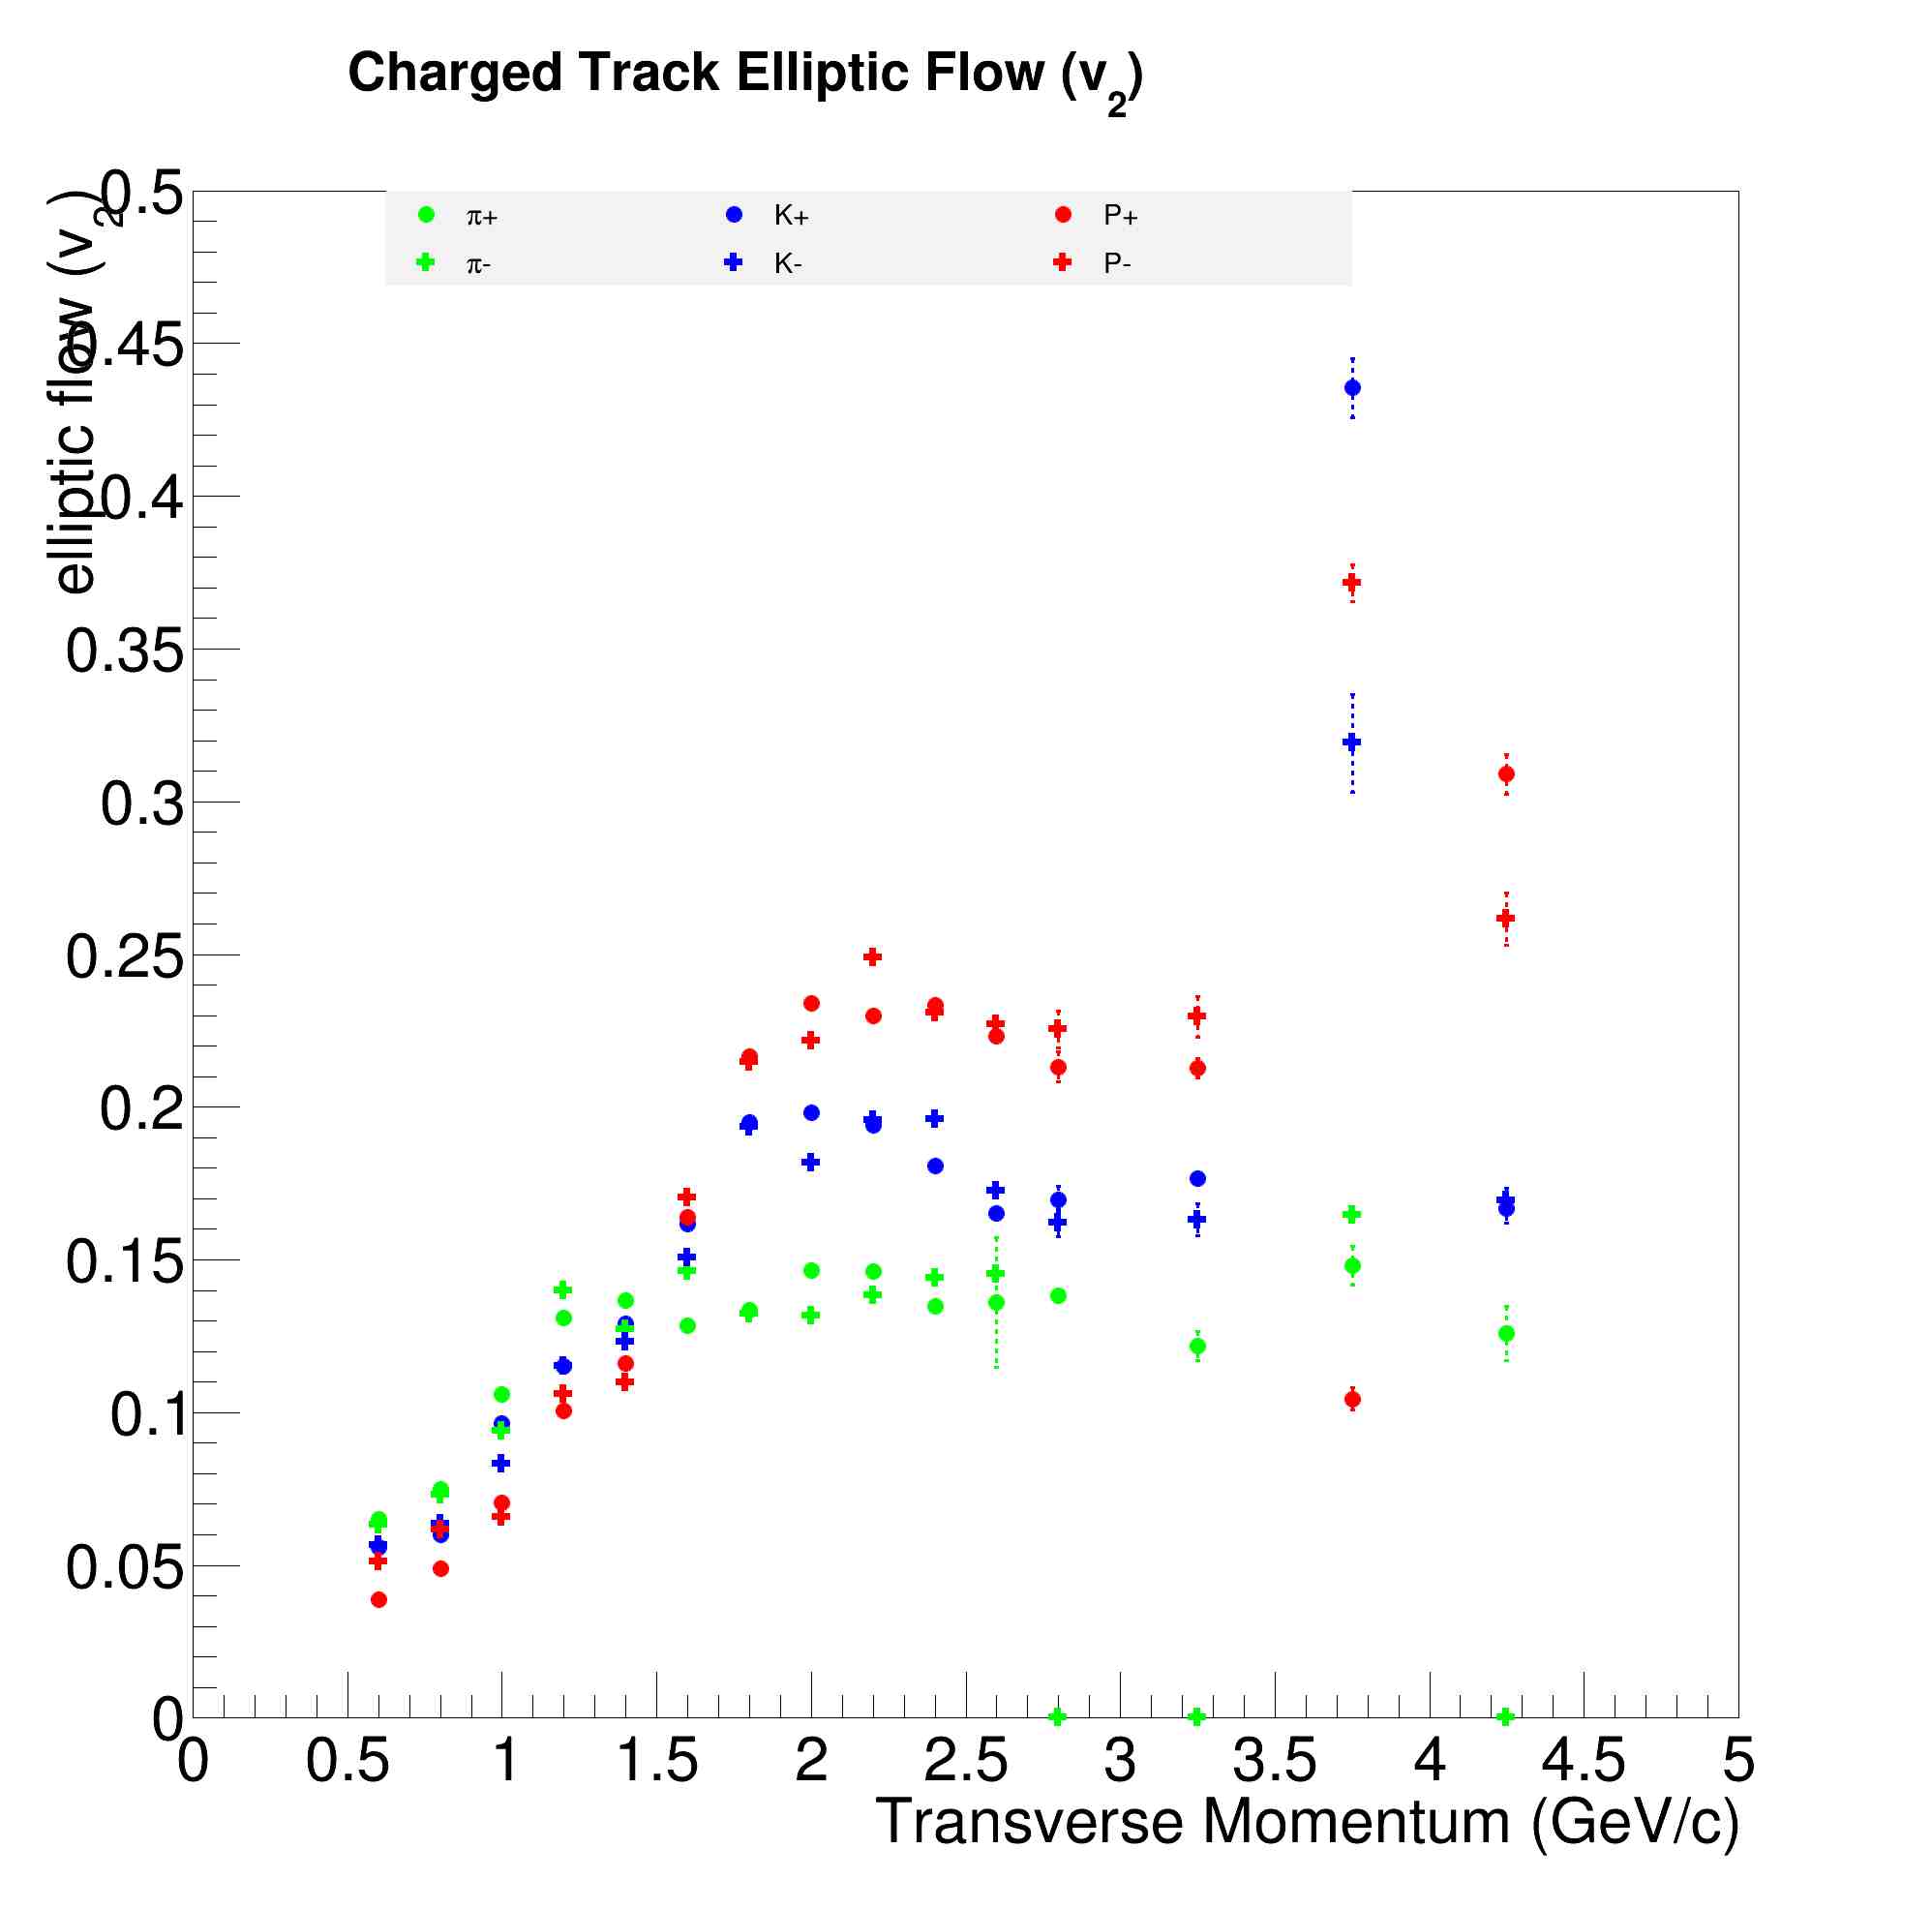 Charged Track Elliptic Flow (v2)
elliptic flow (v2)
π+ K+ P+
π- K- P-
0.5
0.45
0.4
0.35
0.3
0.25
0.2
0.15
0.1
0.05
0
0 0.5 1 1.5 2 2.5 3 3.5 4 4.5 5
Transverse Momentum (GeV/c)